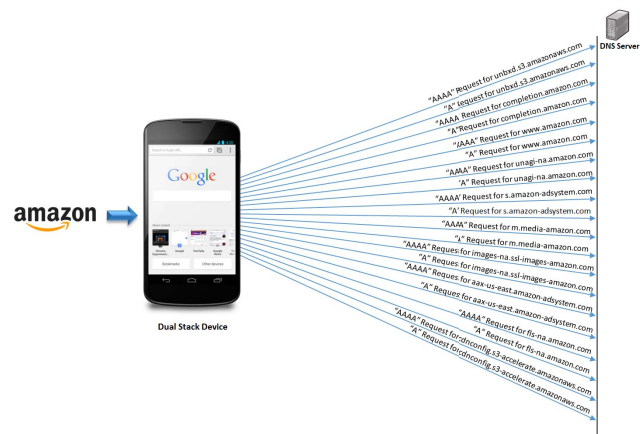 DNS Server
"AAAA" Request for unbxd.s3.amazonaws.com
"A" Request for unbxd.s3.amazonaws.com
"AAAA Request for completion.amazon.com
"A"Request for completion.amazon.com
"AAAA" Request for www.amazon.com
"A" Request for www.amazon.com
"AAAA" Request for unagi-na.amazon.com
'A" Request for unagi-na.amazon.com
"AAAA' Request for s.amazon-adsystem.com
"A' Request for s.amazon-adsystem.com
"AAAA" Request for m.media-amazon.com
"A" Request for m.media-amazon.com
"AAAA" Request for images-na.ssl-images-amazon.com
"A" Request for images-na.ssl-images-amazon.com
"AAAA" Request for aax-us-east.amazon-adsystem.com
"A" Request for aax-us-east.amazon-adsystem.com
"AAAA" Request for fls-na.amazon.com
"A" Request for fls-na.amazon.com
"AAAA" Request for dnconfig.s3-accelerate.amazonaws.com
"A" Request for dnconfig.s3-accelerate.amazonaws.com
amazon
Google
Google
YouTube
Bookmarks
Other devices
Dual Stack Device